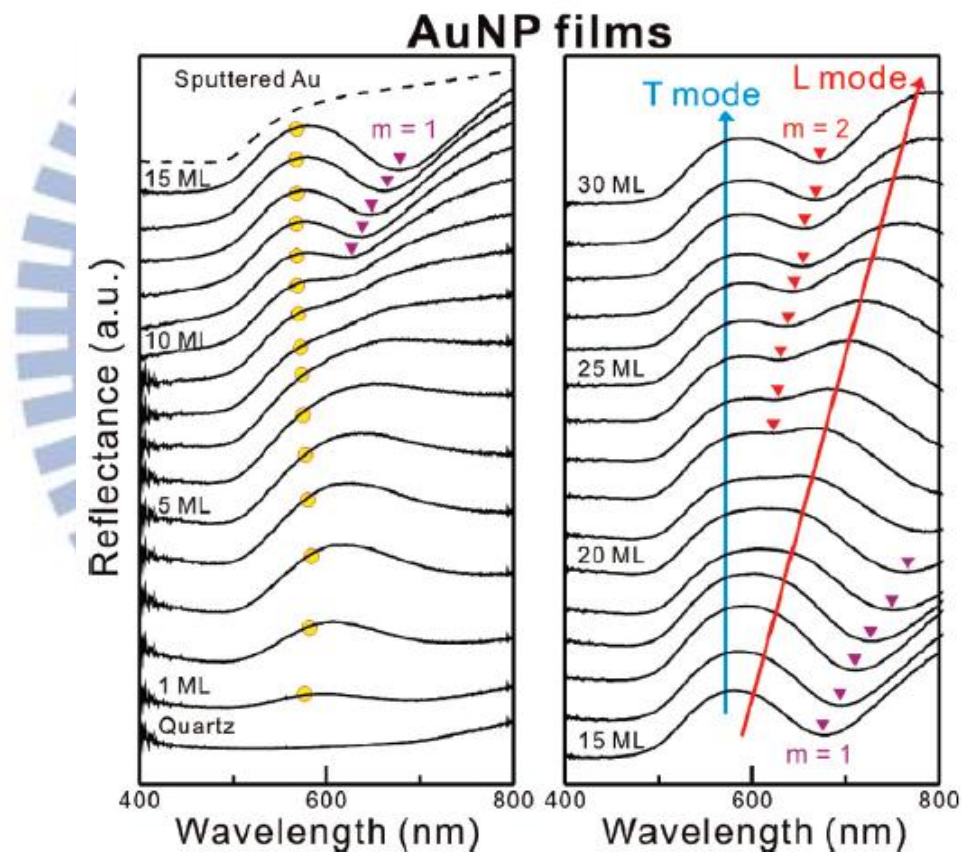 AuNP films
Reflectance (a.u.)
Sputtered Au
m = 1
15 ML
10 ML
5 ML
1 ML
Quartz
400
600
800
Wavelength (nm)
T mode
L mode
m = 2
30 ML
25 ML
20 ML
15 ML
m = 1
400
600
800
Wavelength (nm)